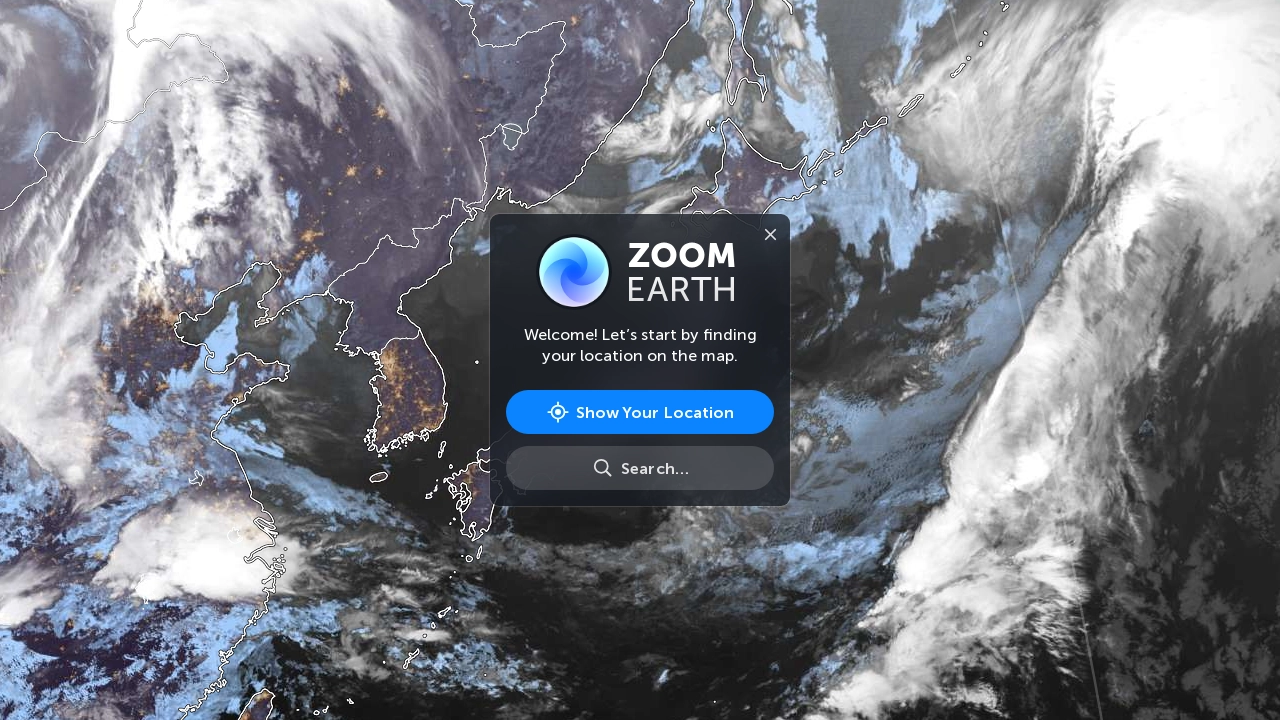 ZOOM
EARTH
Welcome! Let’s start by finding
your location on the map.
Show Your Location
Search...